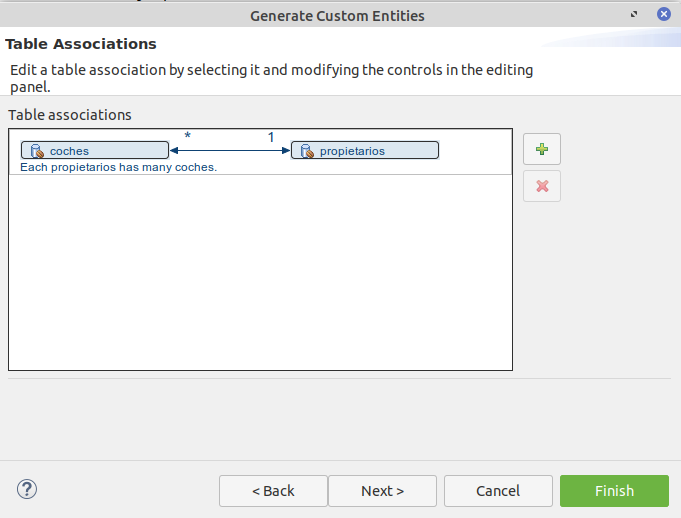 Generate Custom Entities
Table Associations
Edit a table association by selecting it and modifying the controls in the editing
panel.
Table associations
* 1
coches propietarios
Each propietarios has many coches.
? < Back Next > Cancel Finish